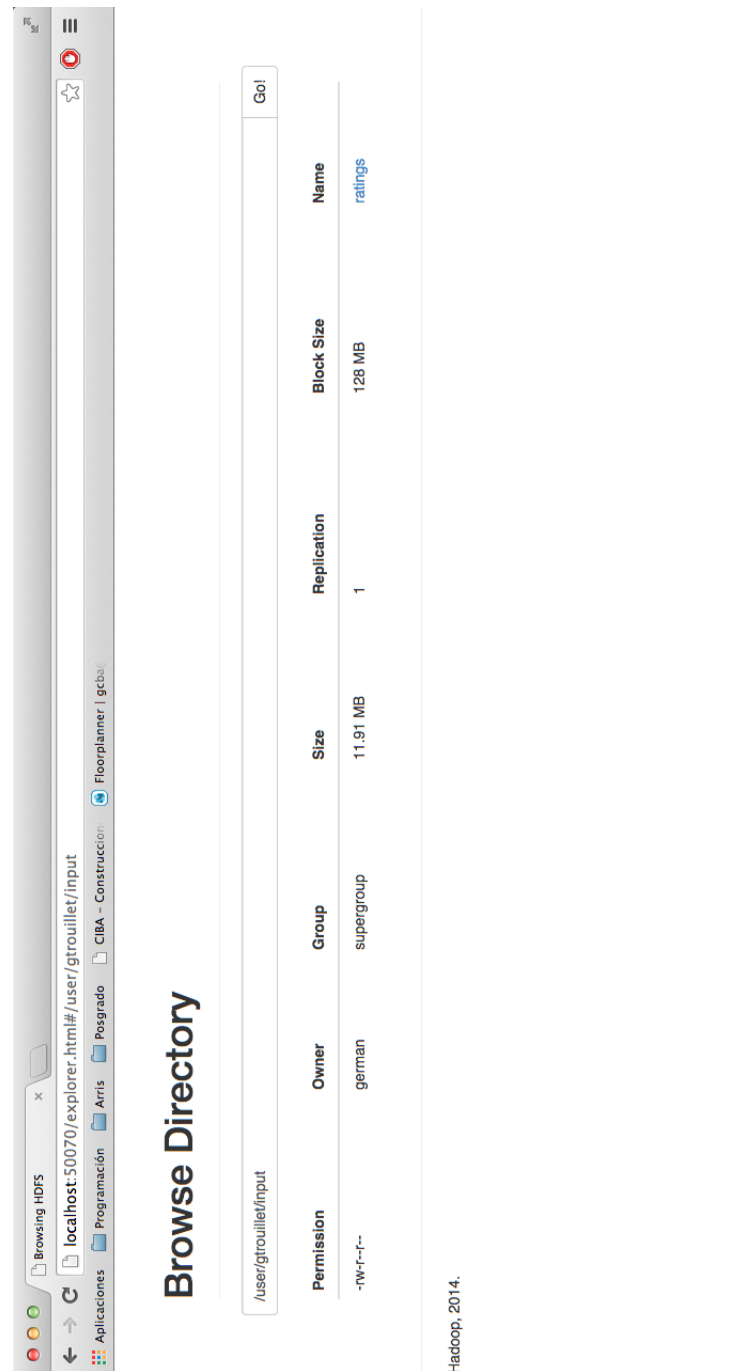 Browsing HDFS
localhost:50070/explorer.html#/user/gtrouillet/input
Aplicaciones Programación Arris Posgrado CIBA – Construccion Floorplanner | gcba
Browse Directory
/user/gtrouillet/input Go!
Permission Owner Group Size Replication Block Size Name
-rw-r--r-- german supergroup 11.91 MB 1 128 MB ratings
Hadoop, 2014.